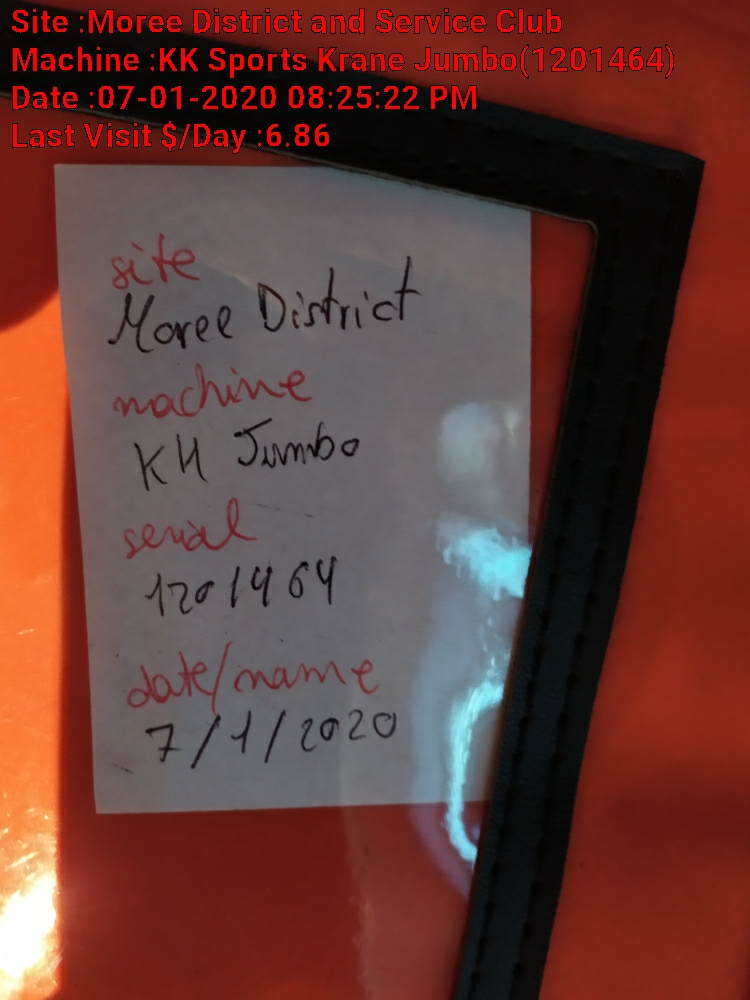 Site :Moree District and Service Club
Machine :KK Sports Krane Jumbo(1201464)
Date :07-01-2020 08:25:22 PM
Last Visit $/Day :6.86
site
Moree District
machine
KH Jumbo
serial
1201464
date/name
7/1/2020